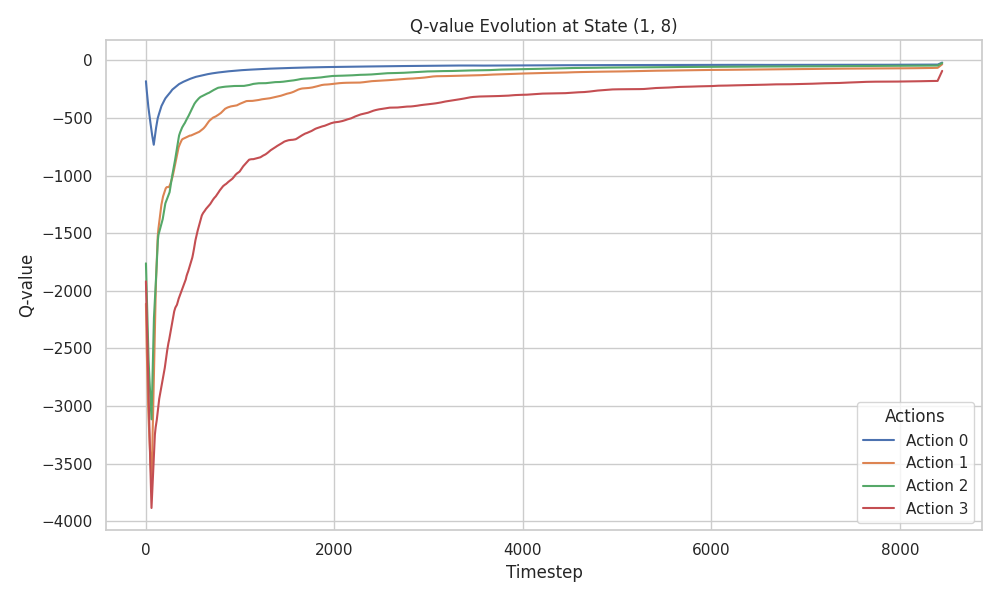 Q-value Evolution at State (1, 8)
0
−500
−1000
−1500
−2000
−2500
−3000
−3500
−4000
Q-value
Actions
Action 0
Action 1
Action 2
Action 3
0 2000 4000 6000 8000
Timestep